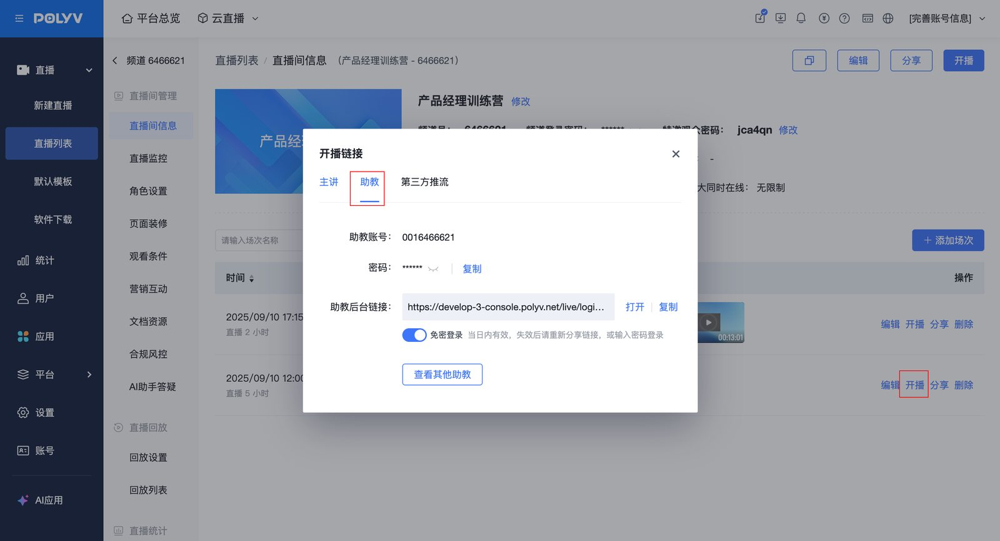 POLYV
平台总览
云直播
[完善账号信息]
直播
新建直播
直播列表
默认模板
软件下载
统计
用户
应用
平台
设置
账号
AI应用
频道 6466621
直播间管理
直播间信息
直播监控
角色设置
页面装修
观看条件
营销互动
文档资源
合规风控
AI助手答疑
直播回放
回放设置
回放列表
直播统计
直播列表 / 直播间信息 (产品经理训练营 - 6466621)
编辑
分享
开播
产品经
产品经理训练营 修改
频道号: 6466621 频道登录密码: ****** 特邀观众密码: jca4qn 修改
: -
大同时在线: 无限制
请输入场次名称
+ 添加场次
时间
操作
2025/09/10 17:15
直播 2 小时
00:13:01
编辑 开播 分享 删除
2025/09/10 12:00
直播 5 小时
编辑 开播 分享 删除
开播链接
主讲
助教
第三方推流
助教账号: 0016466621
密码: ****** 复制
助教后台链接: https://develop-3-console.polyv.net/live/logi... 打开 复制
免密登录 当日内有效，失效后请重新分享链接，或输入密码登录
查看其他助教